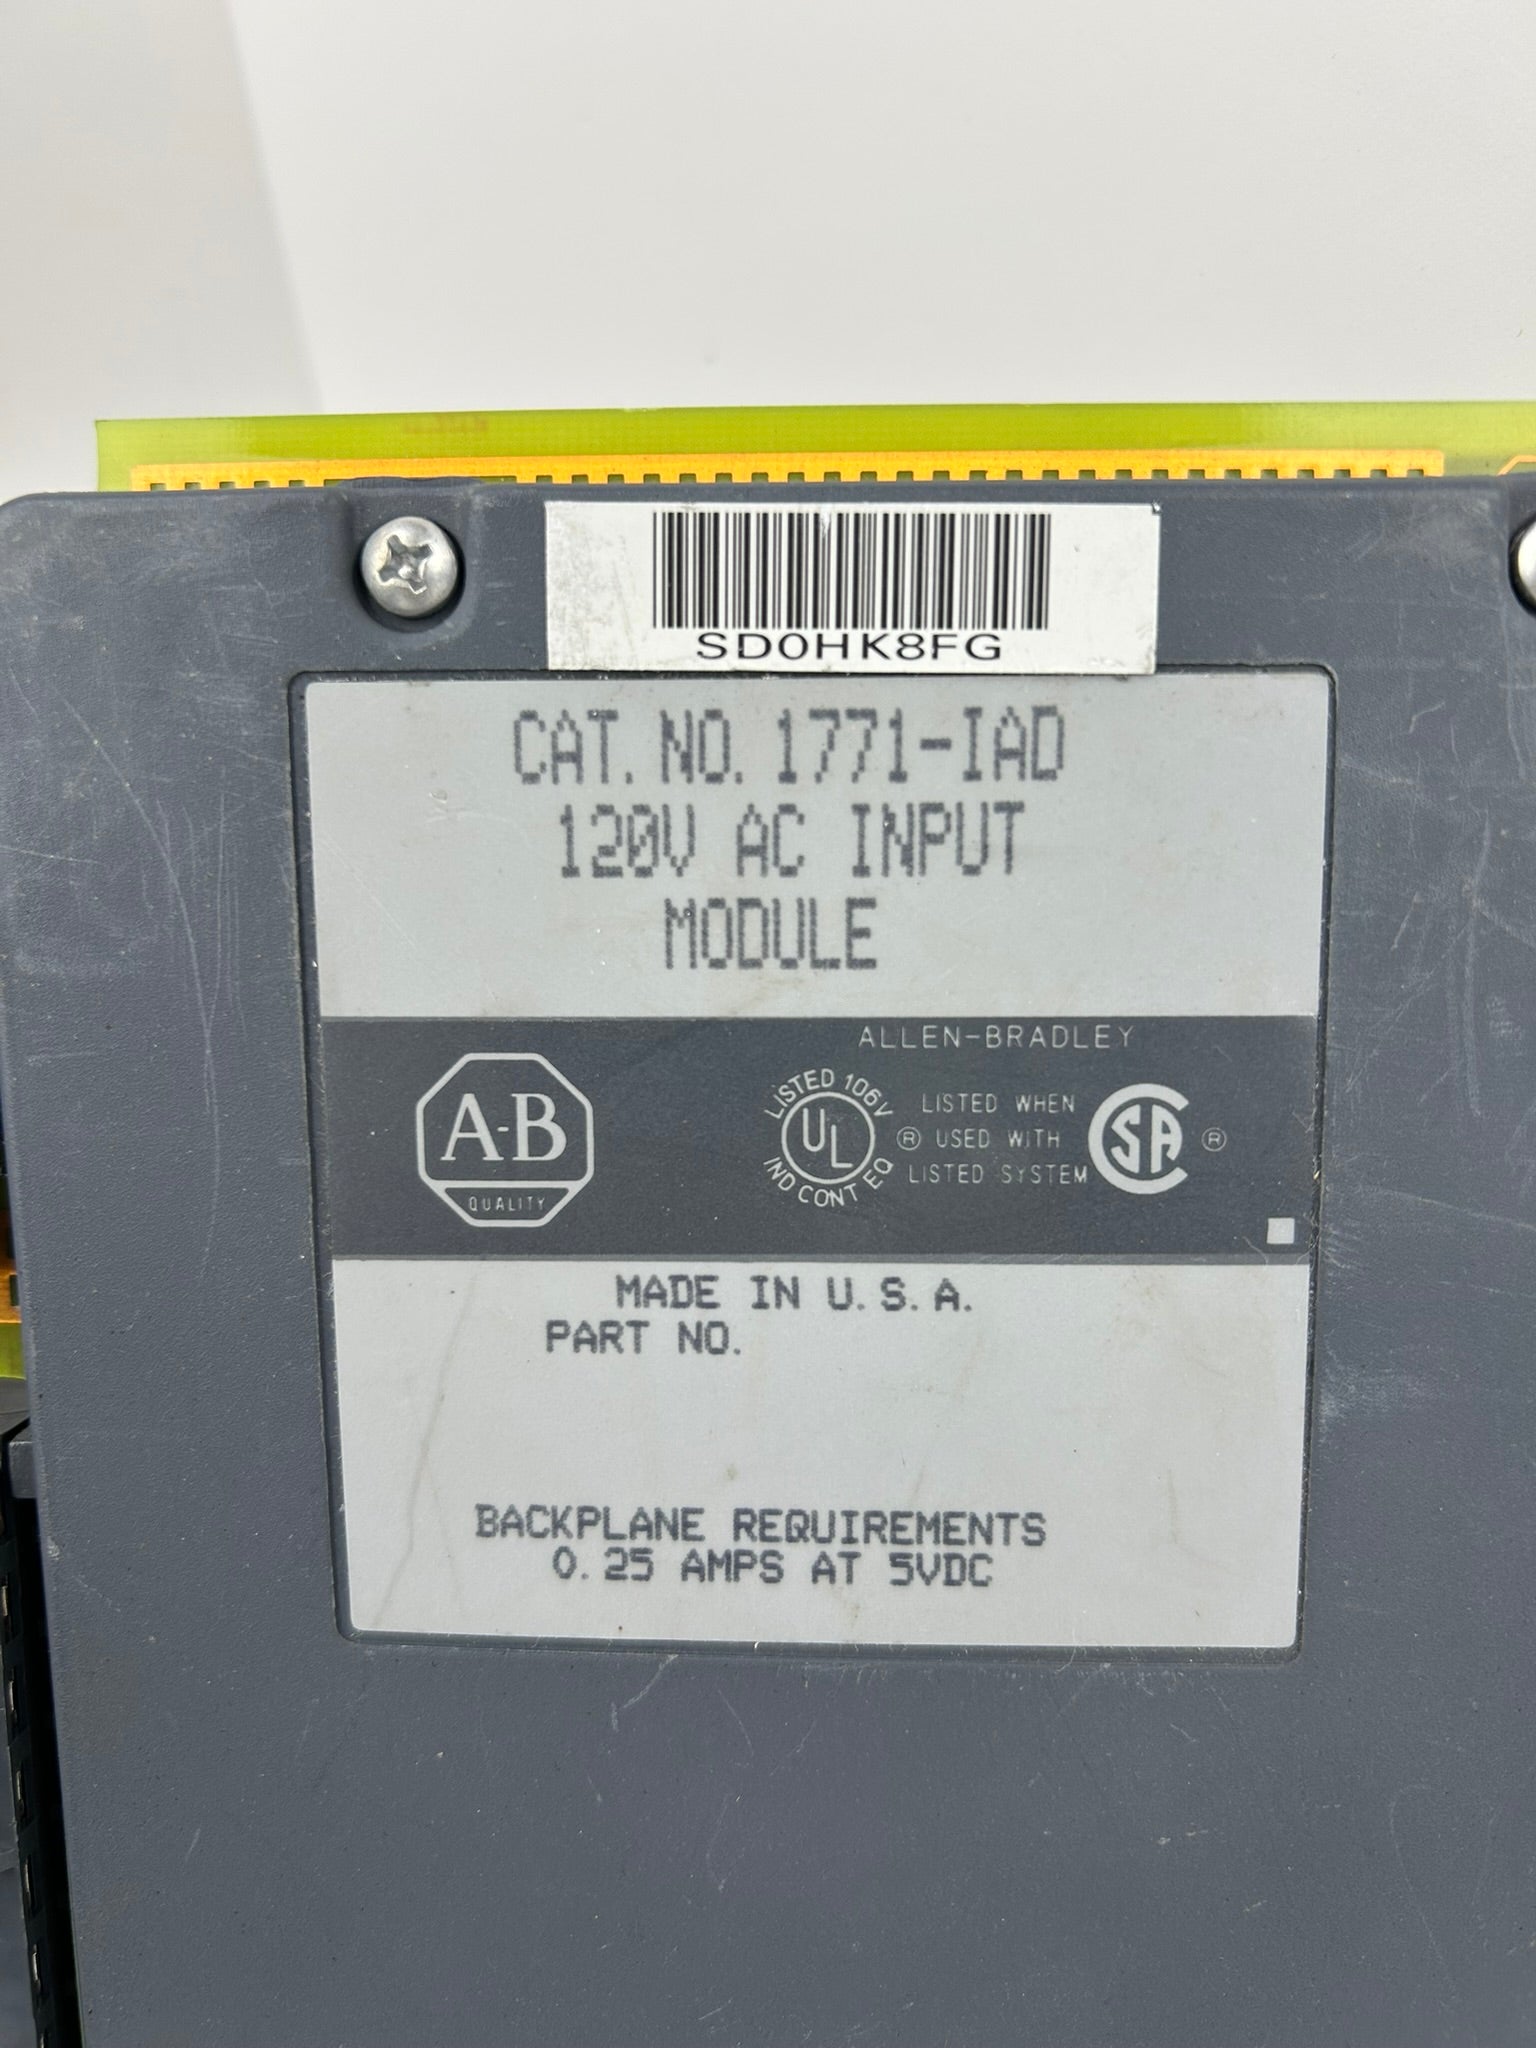 SD0HK8FG
CAT. NO. 1771-IAD
120V AC INPUT
MODULE
ALLEN-BRADLEY
A-B
QUALITY
LISTED 106V
UL
IND CONT EQ
®
LISTED WHEN
USED WITH
LISTED SYSTEM
SA
®
MADE IN U.S.A.
PART NO.
BACKPLANE REQUIREMENTS
0.25 AMPS AT 5VDC